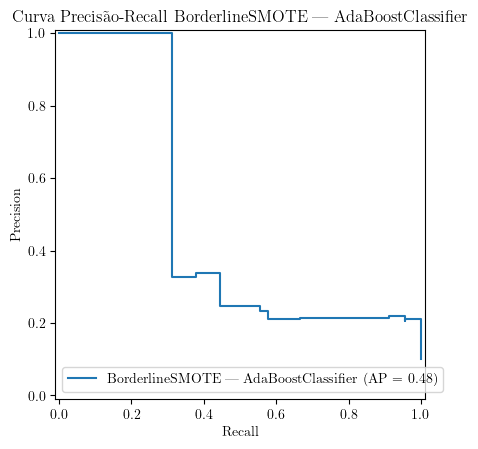 Curva Precisão-Recall BorderlineSMOTE — AdaBoostClassifier
1.0
0.8
0.6
0.4
0.2
0.0
Precision
BorderlineSMOTE — AdaBoostClassifier (AP = 0.48)
0.0 0.2 0.4 0.6 0.8 1.0
Recall